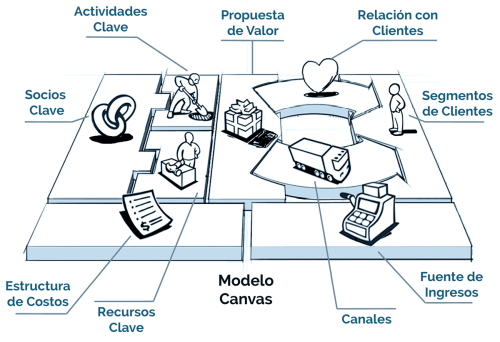 Actividades
Clave
Propuesta
de Valor
Relación con
Clientes
Socios
Clave
Segmentos
de Clientes
Estructura
de Costos
Recursos
Clave
Modelo
Canvas
Canales
Fuente de
Ingresos